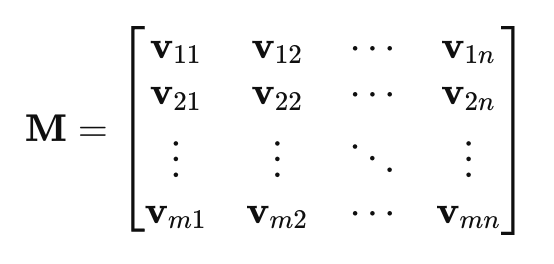 𝐌 = [
𝐯₁₁ 𝐯₁₂ ⋯ 𝐯₁ₙ
𝐯₂₁ 𝐯₂₂ ⋯ 𝐯₂ₙ
⋮ ⋮ ⋱ ⋮
𝐯ₘ₁ 𝐯ₘ₂ ⋯ 𝐯ₘₙ
]